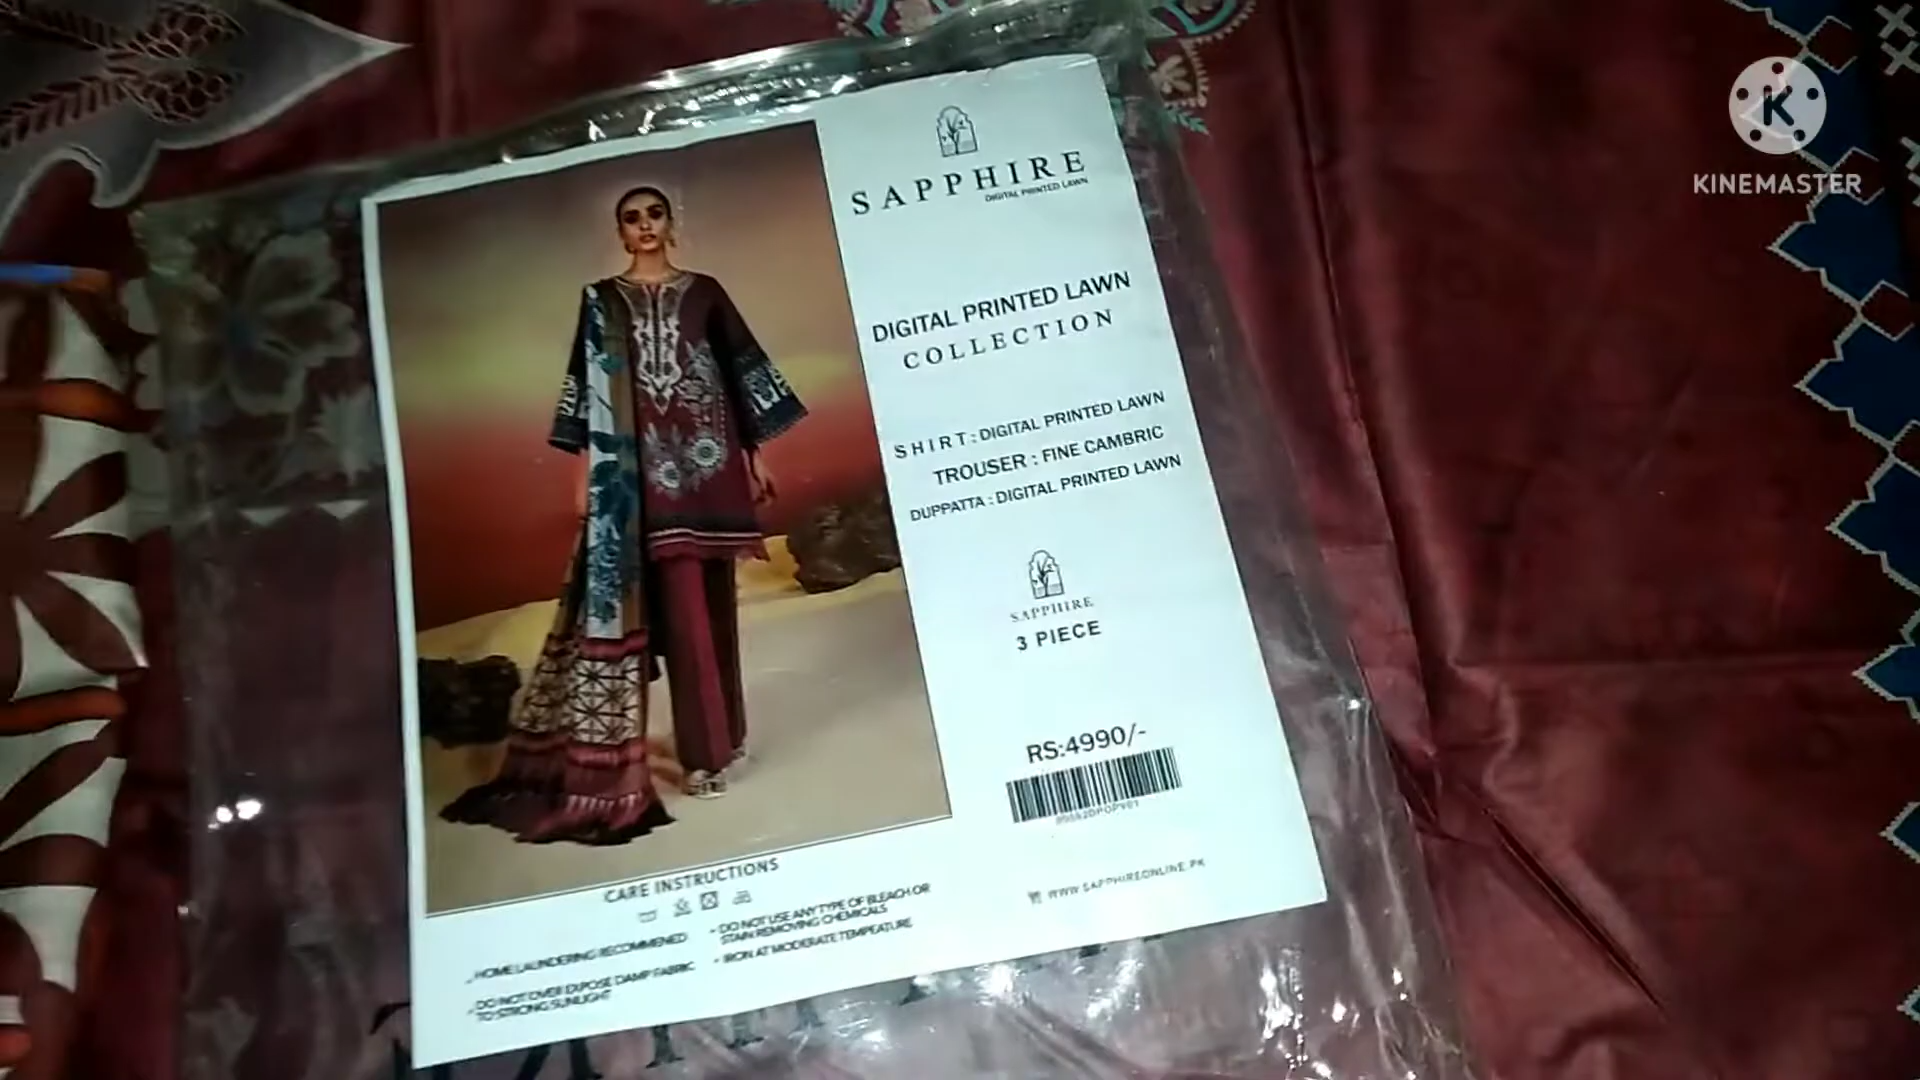 SAPPHIRE
DIGITAL PRINTED LAWN
DIGITAL PRINTED LAWN
COLLECTION
SHIRT : DIGITAL PRINTED LAWN
TROUSER : FINE CAMBRIC
DUPPATTA : DIGITAL PRINTED LAWN
SAPPHIRE
3 PIECE
RS:4990/-
WWW.SAPPHIREONLINE.PK
CARE INSTRUCTIONS
HOME LAUNDERING RECOMMENED
DO NOT OVER EXPOSE DAMP FABRIC
TO STRONG SUNLIGHT
DO NOT USE ANY TYPE OF BLEACH OR
STAIN REMOVING CHEMICALS
IRON AT MODERATE TEMPEATURE
K
KINEMASTER